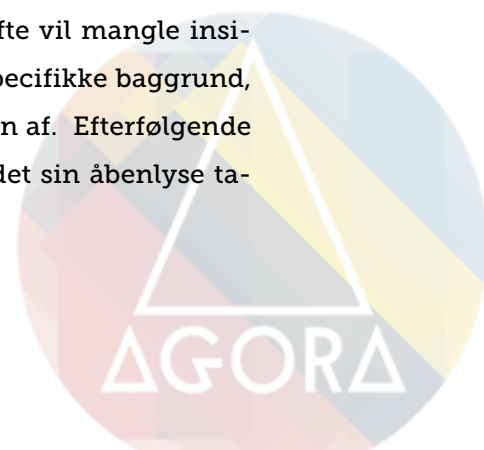 fte vil mangle insi-
pecifikke baggrund,
n af. Efterfølgende
det sin åbenlyse ta-
AGORA